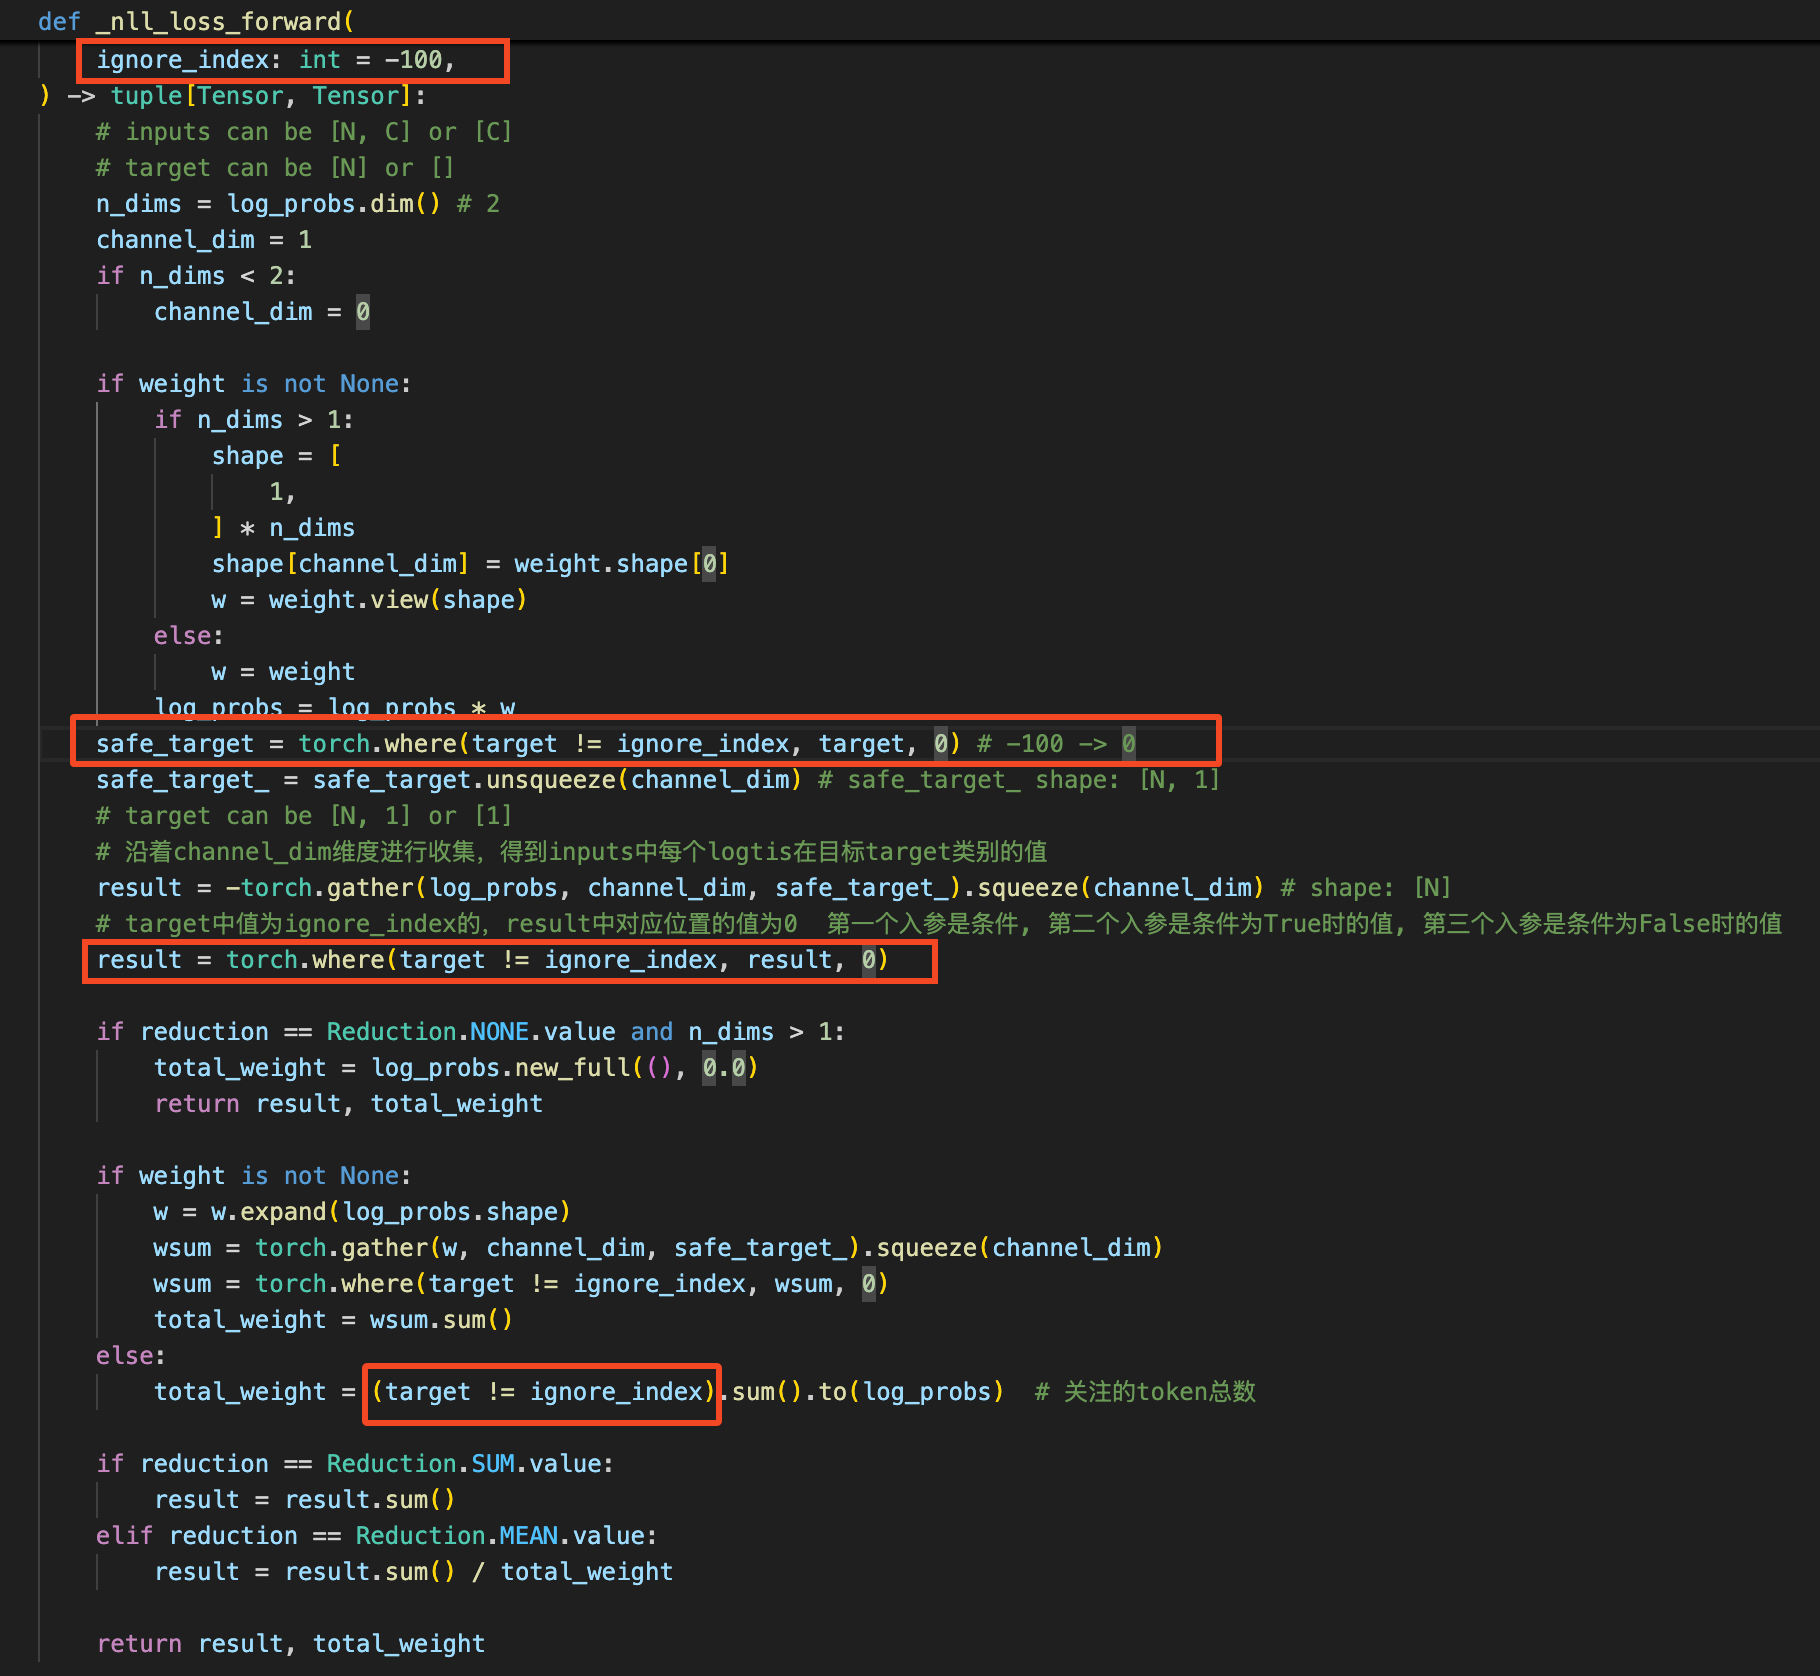 def _nll_loss_forward(
    ignore_index: int = -100,
) -> tuple[Tensor, Tensor]:
    # inputs can be [N, C] or [C]
    # target can be [N] or []
    n_dims = log_probs.dim() # 2
    channel_dim = 1
    if n_dims < 2:
        channel_dim = 0
    if weight is not None:
        if n_dims > 1:
            shape = [
                1,
            ] * n_dims
            shape[channel_dim] = weight.shape[0]
            w = weight.view(shape)
        else:
            w = weight
        log_probs = log_probs * w
    safe_target = torch.where(target != ignore_index, target, 0) # -100 -> 0
    safe_target_ = safe_target.unsqueeze(channel_dim) # safe_target_ shape: [N, 1]
    # target can be [N, 1] or [1]
    # 沿着channel_dim维度进行收集，得到inputs中每个logtis在目标target类别的值
    result = -torch.gather(log_probs, channel_dim, safe_target_).squeeze(channel_dim) # shape: [N]
    # target中值为ignore_index的，result中对应位置的值为0  第一个入参是条件, 第二个入参是条件为True时的值, 第三个入参是条件为False时的值
    result = torch.where(target != ignore_index, result, 0)
    if reduction == Reduction.NONE.value and n_dims > 1:
        total_weight = log_probs.new_full((), 0.0)
        return result, total_weight
    if weight is not None:
        w = w.expand(log_probs.shape)
        wsum = torch.gather(w, channel_dim, safe_target_).squeeze(channel_dim)
        wsum = torch.where(target != ignore_index, wsum, 0)
        total_weight = wsum.sum()
    else:
        total_weight = (target != ignore_index).sum().to(log_probs)  # 关注的token总数
    if reduction == Reduction.SUM.value:
        result = result.sum()
    elif reduction == Reduction.MEAN.value:
        result = result.sum() / total_weight
    return result, total_weight